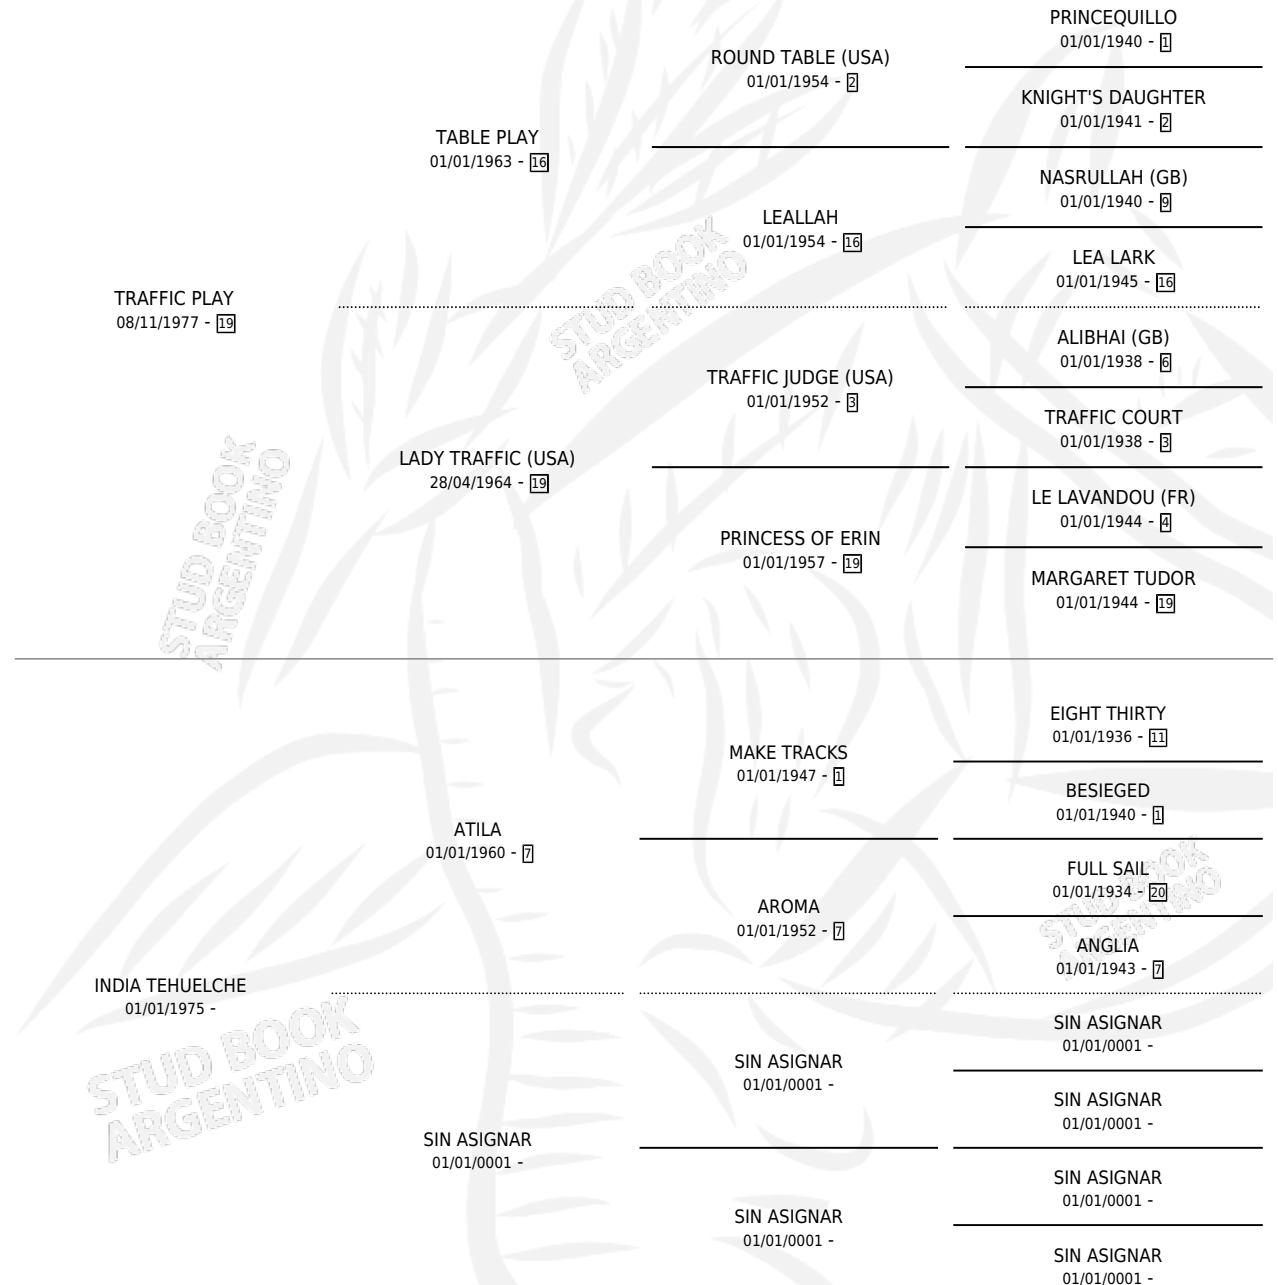 PRINCEQUILLO
01/01/1940 - 1
ROUND TABLE (USA)
01/01/1954 - 2
KNIGHT'S DAUGHTER
01/01/1941 - 2
TABLE PLAY
01/01/1963 - 16
NASRULLAH (GB)
01/01/1940 - 9
LEALLAH
01/01/1954 - 16
LEA LARK
01/01/1945 - 16
TRAFFIC PLAY
08/11/1977 - 19
ALIBHAI (GB)
01/01/1938 - 6
TRAFFIC JUDGE (USA)
01/01/1952 - 3
TRAFFIC COURT
01/01/1938 - 3
LADY TRAFFIC (USA)
28/04/1964 - 19
LE LAVANDOU (FR)
01/01/1944 - 4
PRINCESS OF ERIN
01/01/1957 - 19
MARGARET TUDOR
01/01/1944 - 19
EIGHT THIRTY
01/01/1936 - 11
MAKE TRACKS
01/01/1947 - 1
BESIEGED
01/01/1940 - 1
ATILA
01/01/1960 - 7
FULL SAIL
01/01/1934 - 20
AROMA
01/01/1952 - 7
ANGLIA
01/01/1943 - 7
INDIA TEHUELCHE
01/01/1975 -
SIN ASIGNAR
01/01/0001 -
SIN ASIGNAR
01/01/0001 -
SIN ASIGNAR
01/01/0001 -
SIN ASIGNAR
01/01/0001 -
SIN ASIGNAR
01/01/0001 -
SIN ASIGNAR
01/01/0001 -
SIN ASIGNAR
01/01/0001 -
STUD BOOK
ARGENTINO
STUD BOOK
ARGENTINO
STUD BOOK
ARGENTINO
STUD BOOK
ARGENTINO